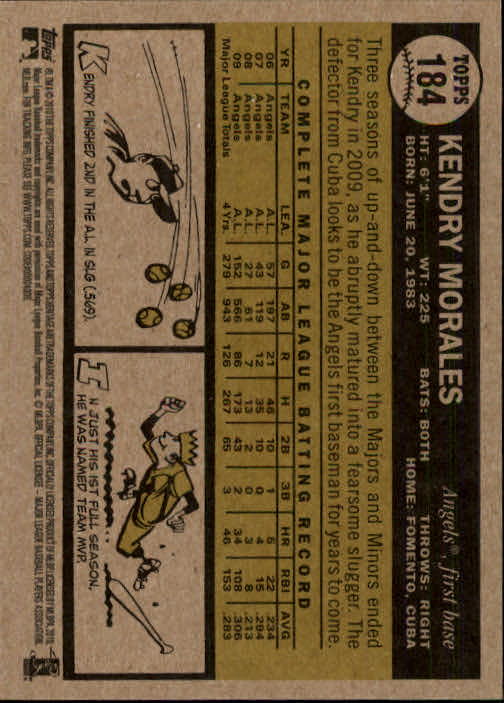 TOPPS
184
KENDRY MORALES
Angels®, first base
HT: 6'1" WT: 225 BATS: BOTH THROWS: RIGHT
BORN: JUNE 20, 1983 HOME: FOMENTO, CUBA
Three seasons of up-and-down between the Majors and Minors ended
for Kendry in 2009, as he abruptly matured into a fearsome slugger. The
defector from Cuba looks to be the Angels first baseman for years to come.
COMPLETE MAJOR LEAGUE BATTING RECORD
YR TEAM LEA. G AB R H 2B 3B HR RBI AVG
06 Angels A.L. 57 197 21 46 10 1 5 22 .234
07 Angels A.L. 43 119 12 35 10 0 4 15 .294
08 Angels A.L. 27 61 7 13 2 0 3 8 .213
09 Angels A.L. 152 566 86 173 43 2 34 108 .306
Major League Totals 4 Yrs. 279 943 126 267 65 3 46 153 .283
KENDRY FINISHED 2ND IN THE A.L. IN SLG (.569).
IN JUST HIS 1ST FULL SEASON,
HE WAS NAMED TEAM MVP.
Topps